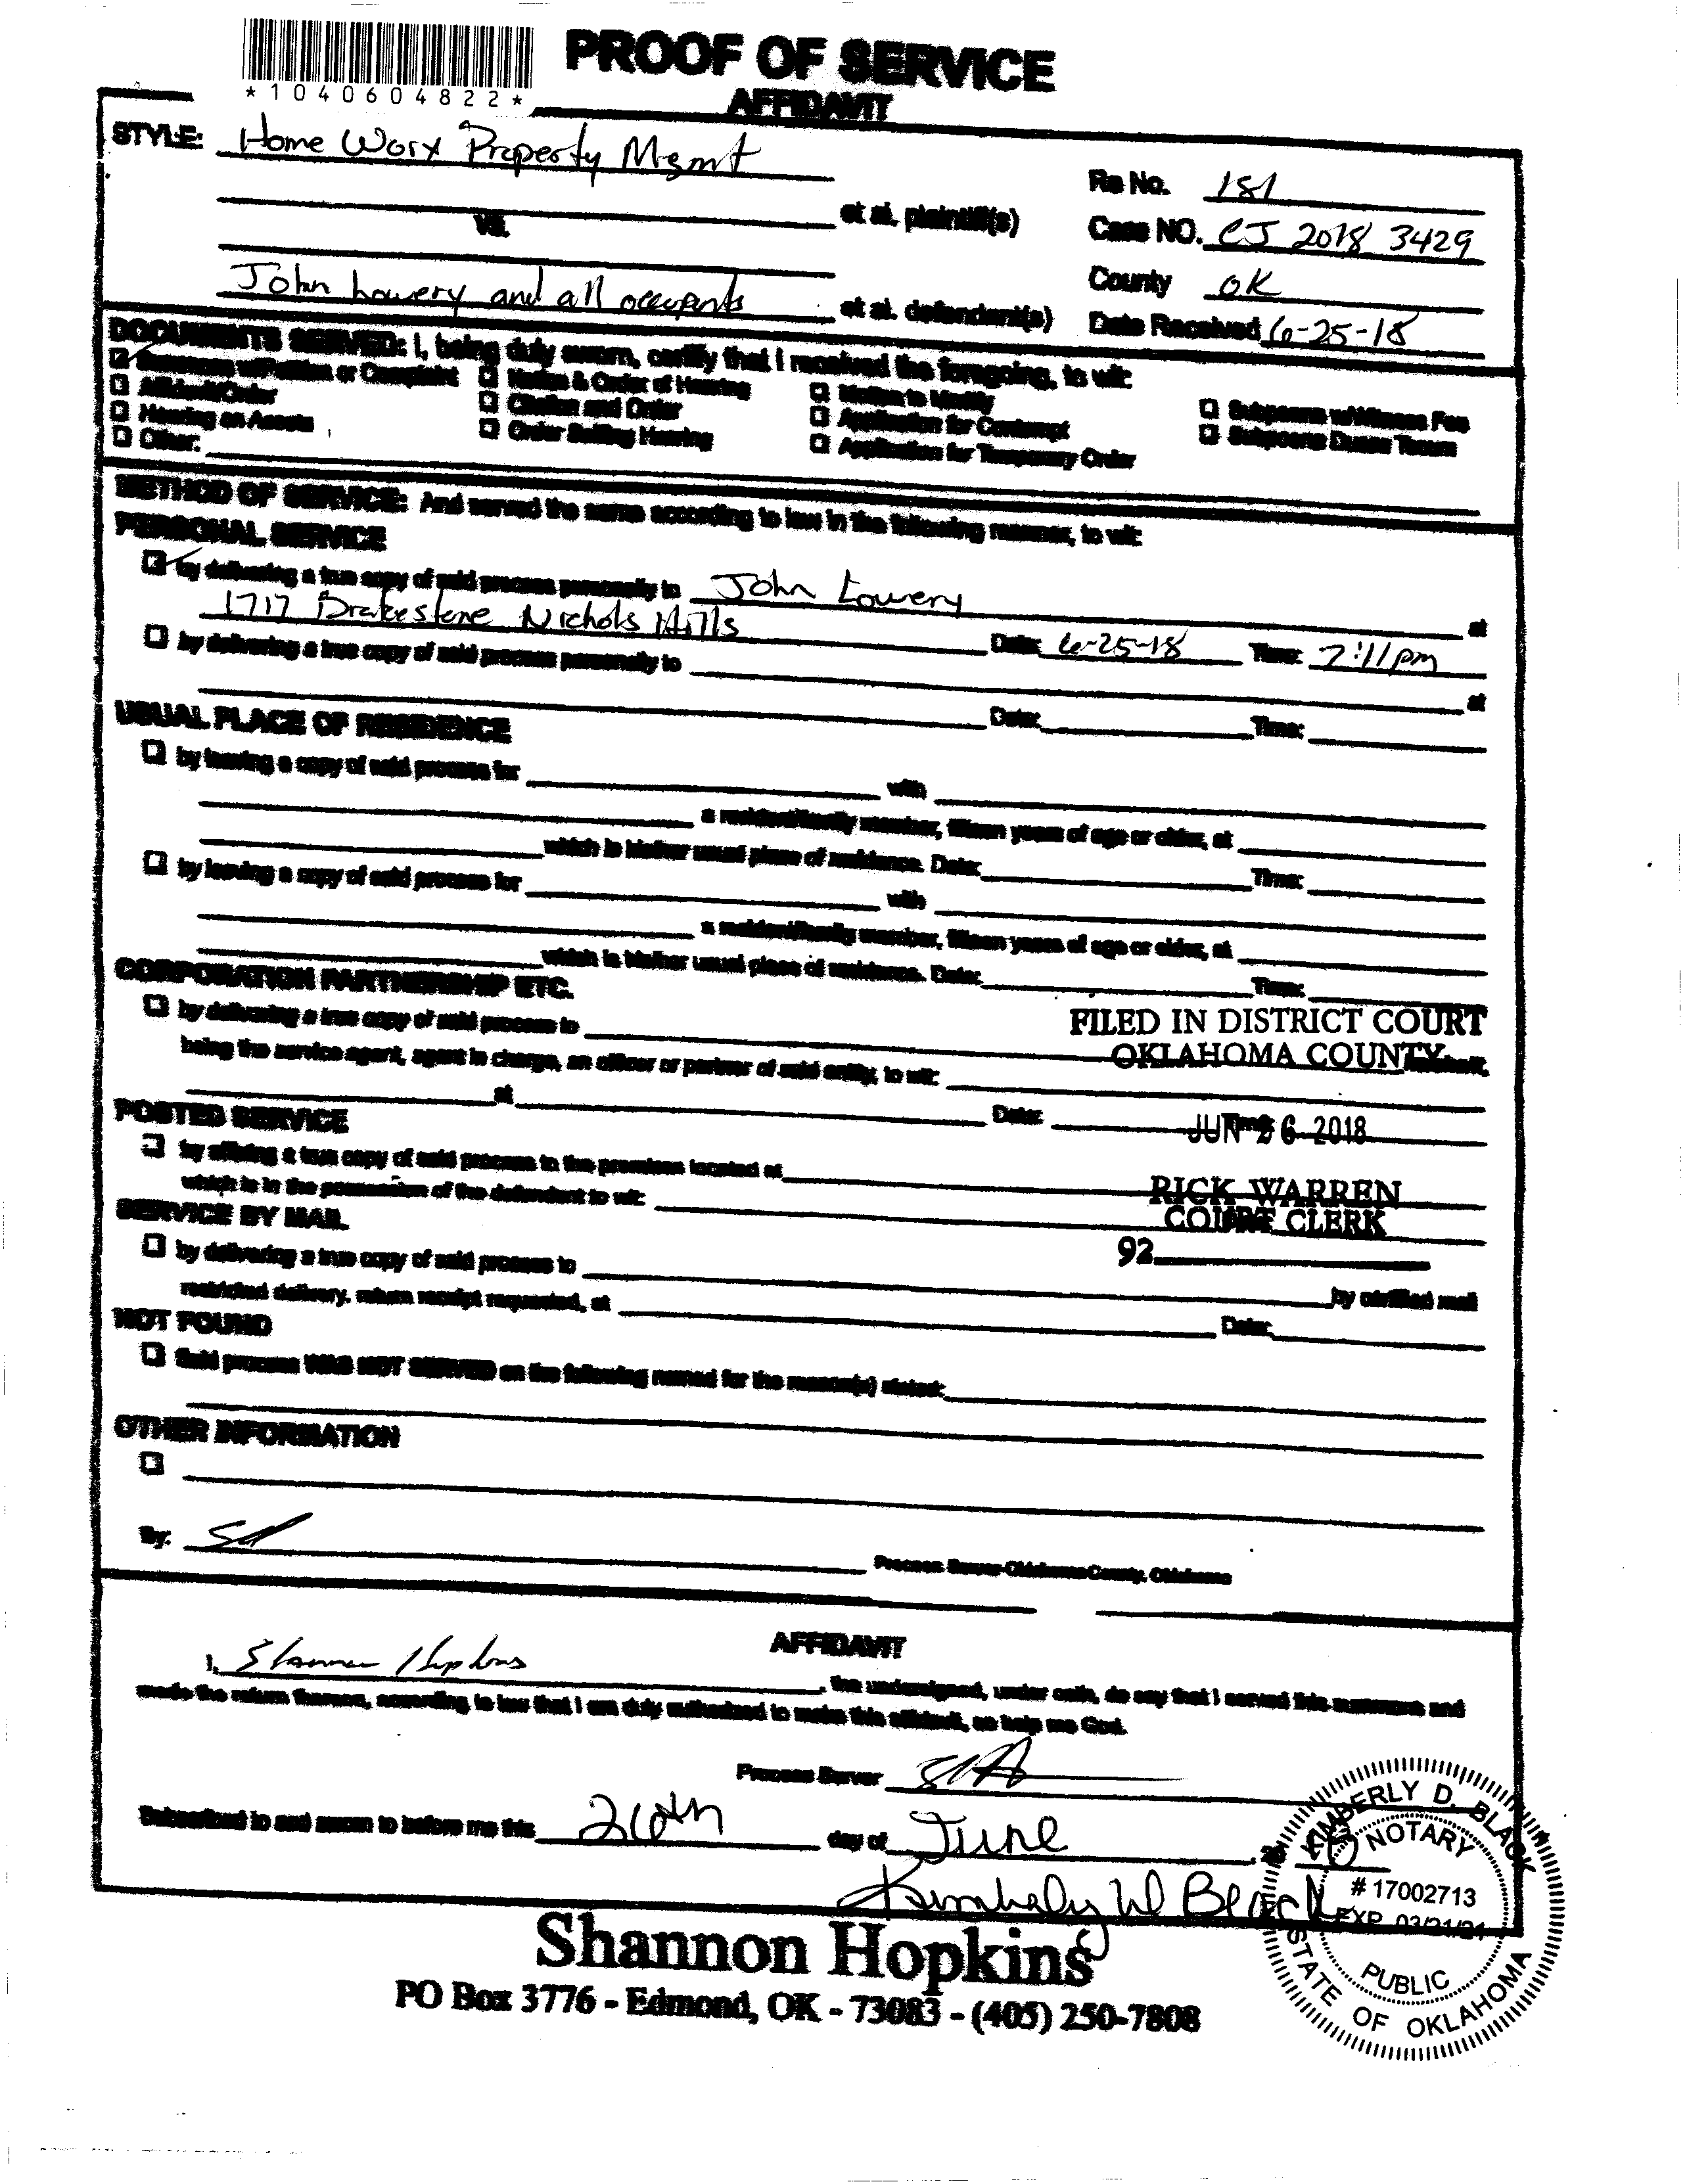 PROOF OF SERVICE
*1040604822*
AFFIDAVIT
STYLE: Home Worx Property Mgmt
Re No. 181
et al. plaintiff(s)
vs.
Case NO. CJ 2018 3429
County OK
John Lowery and all occupants et al. defendent(s)
Date Received 6-25-18
DOCUMENTS SERVED: I, being duly sworn, certify that I received the foregoing, to wit:
Summons w/Petition or Complaint Notice & Order of Hearing Motion to Modify Subpoena w/Witness Fee
Affidavit/Order Citation and Order Application for Contempt Subpoena Duces Tecum
Hearing on Assets Order Setting Hearing Application for Temporary Order
Other:
METHOD OF SERVICE: And served the same according to law in the following manner, to wit:
PERSONAL SERVICE
by delivering a true copy of said process personally to John Lowery at
1717 Drakestone Nichols Hills Date: 6-25-18 Time: 7:11pm
by delivering a true copy of said process personally to at
Date: Time:
USUAL PLACE OF RESIDENCE
by leaving a copy of said process for with
a resident/family member, fifteen years of age or older, at
which is his/her usual place of residence. Date: Time:
by leaving a copy of said process for with
a resident/family member, fifteen years of age or older, at
which is his/her usual place of residence. Date: Time:
CORPORATION PARTNERSHIP ETC.
by delivering a true copy of said process to
FILED IN DISTRICT COURT
OKLAHOMA COUNTY
being the service agent, agent in charge, an officer or partner of said entity, to wit:
at Date: Time:
JUN 26 2018
POSTED SERVICE
by affixing a true copy of said process to the premises located at
which is in the possession of the defendant to wit:
RICK WARREN
COURT CLERK
92
SERVICE BY MAIL
by delivering a true copy of said process to by certified mail
restricted delivery, return receipt requested, at Date:
NOT FOUND
Said process WAS NOT SERVED on the following named for the reason(s) stated:
OTHER INFORMATION
By: Process Server-Oklahoma County, Oklahoma
AFFIDAVIT
I, Shannon Hopkins, the undersigned, under oath, do say that I served this summons and
made the return thereon, according to law that I am duly authorized to make this affidavit, so help me God.
Process Server
Subscribed to and sworn to before me this 26th day of June, 20
Shannon Hopkins
PO Box 3776 - Edmond, OK - 73083 - (405) 250-7808
KIMBERLY D. BLACK
NOTARY
# 17002713
EXP. 03/21/21
PUBLIC
STATE OF OKLAHOMA